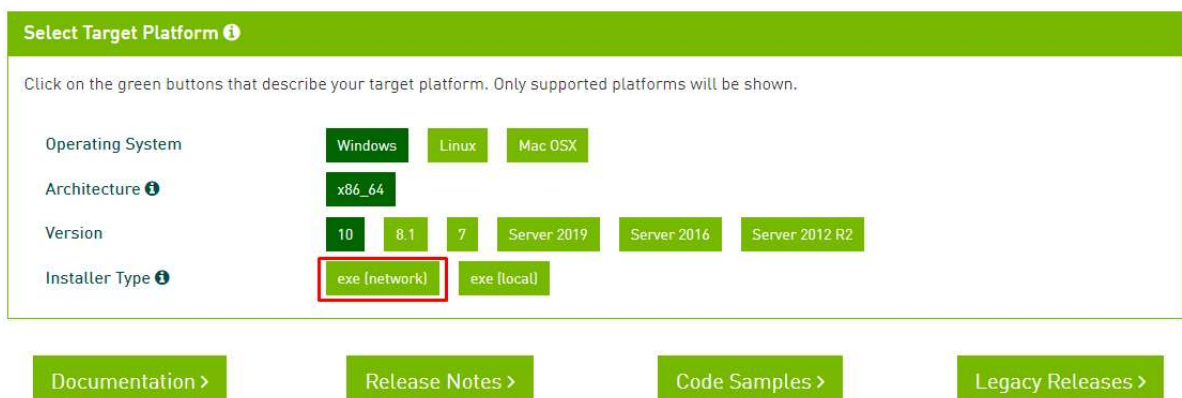 Select Target Platform
Click on the green buttons that describe your target platform. Only supported platforms will be shown.
Operating System Windows Linux Mac OSX
Architecture x86_64
Version 10 8.1 7 Server 2019 Server 2016 Server 2012 R2
Installer Type exe (network) exe (local)
Documentation > Release Notes > Code Samples > Legacy Releases >